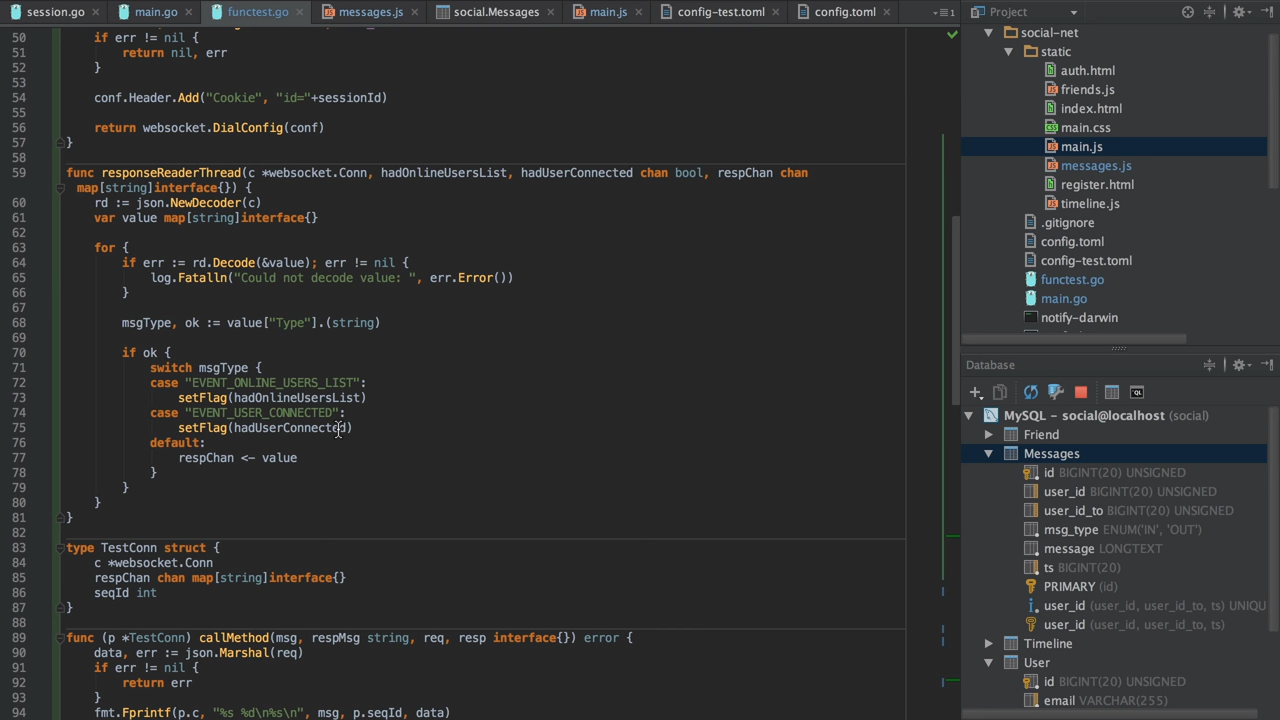 session.go main.go functest.go messages.js social.Messages main.js config-test.toml config.toml
50 if err != nil {
51 return nil, err
52 }
53
54 conf.Header.Add("Cookie", "id="+sessionId)
55
56 return websocket.DialConfig(conf)
57 }
58
59 func responseReaderThread(c *websocket.Conn, hadOnlineUsersList, hadUserConnected chan bool, respChan chan
map[string]interface{}) {
60 rd := json.NewDecoder(c)
61 var value map[string]interface{}
62
63 for {
64 if err := rd.Decode(&value); err != nil {
65 log.Fatalln("Could not decode value: ", err.Error())
66 }
67
68 msgType, ok := value["Type"].(string)
69
70 if ok {
71 switch msgType {
72 case "EVENT_ONLINE_USERS_LIST":
73 setFlag(hadOnlineUsersList)
74 case "EVENT_USER_CONNECTED":
75 setFlag(hadUserConnected)
76 default:
77 respChan <- value
78 }
79 }
80 }
81 }
82
83 type TestConn struct {
84 c *websocket.Conn
85 respChan chan map[string]interface{}
86 seqId int
87 }
88
89 func (p *TestConn) callMethod(msg, respMsg string, req, resp interface{}) error {
90 data, err := json.Marshal(req)
91 if err != nil {
92 return err
93 }
94 fmt.Fprintf(p.c, "%s %d\n%s\n", msg, p.seqId, data)
Project
social-net
static
auth.html
friends.js
index.html
main.css
main.js
messages.js
register.html
timeline.js
.gitignore
config.toml
config-test.toml
functest.go
main.go
notify-darwin
Database
MySQL - social@localhost (social)
Friend
Messages
id BIGINT(20) UNSIGNED
user_id BIGINT(20) UNSIGNED
user_id_to BIGINT(20) UNSIGNED
msg_type ENUM('IN', 'OUT')
message LONGTEXT
ts BIGINT(20)
PRIMARY (id)
user_id (user_id, user_id_to, ts) UNIQU
user_id (user_id, user_id_to, ts)
Timeline
User
id BIGINT(20) UNSIGNED
email VARCHAR(255)